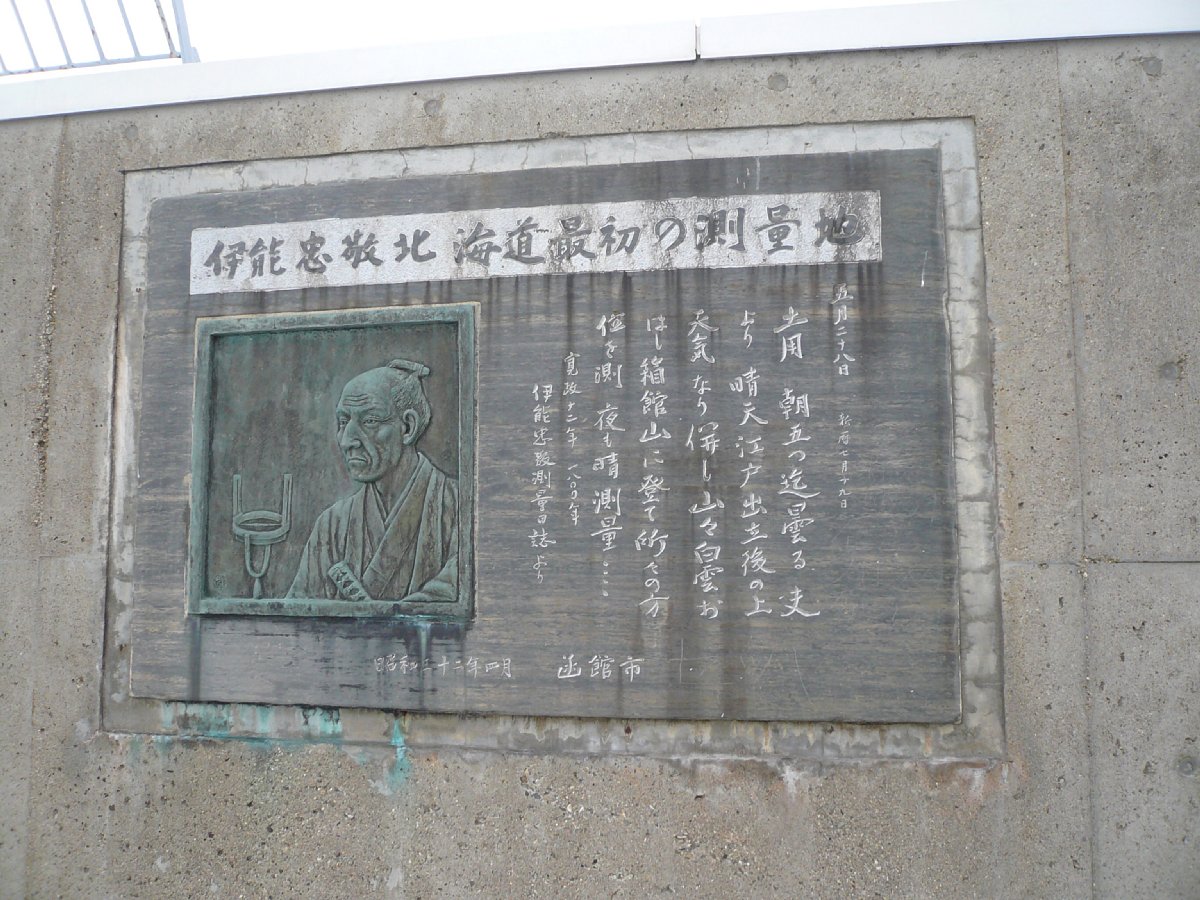 伊能忠敬北海道最初の測量地
五月二十八日 新暦七月十九日
土用 朝五つ迄曇る 夫
より 晴天江戸出立後の上
天気なり 併し山々白雲お
ほし 箱館山に登て所々の方
位を測 夜も晴 測量……
寛政十二年 一八〇〇年
伊能忠敬測量日誌より
昭和三十二年四月 函館市